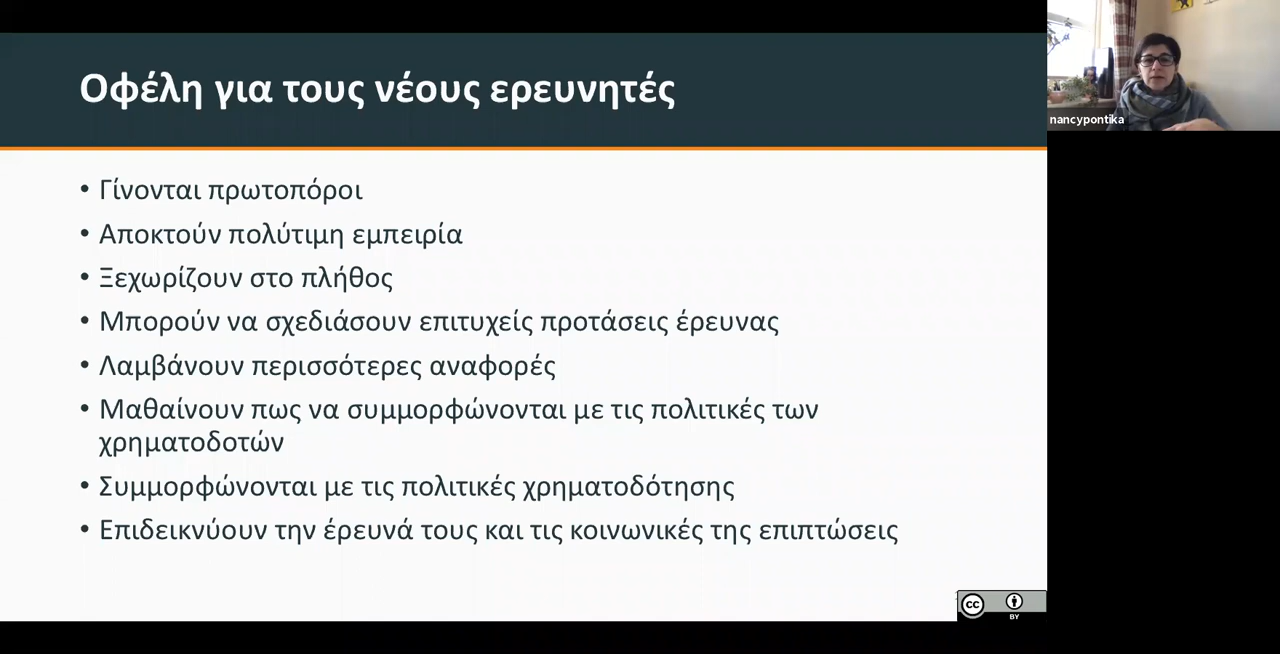 Οφέλη για τους νέους ερευνητές
nancypontika
• Γίνονται πρωτοπόροι
• Αποκτούν πολύτιμη εμπειρία
• Ξεχωρίζουν στο πλήθος
• Μπορούν να σχεδιάσουν επιτυχείς προτάσεις έρευνας
• Λαμβάνουν περισσότερες αναφορές
• Μαθαίνουν πως να συμμορφώνονται με τις πολιτικές των
χρηματοδοτών
• Συμμορφώνονται με τις πολιτικές χρηματοδότησης
• Επιδεικνύουν την έρευνά τους και τις κοινωνικές της επιπτώσεις
cc
BY